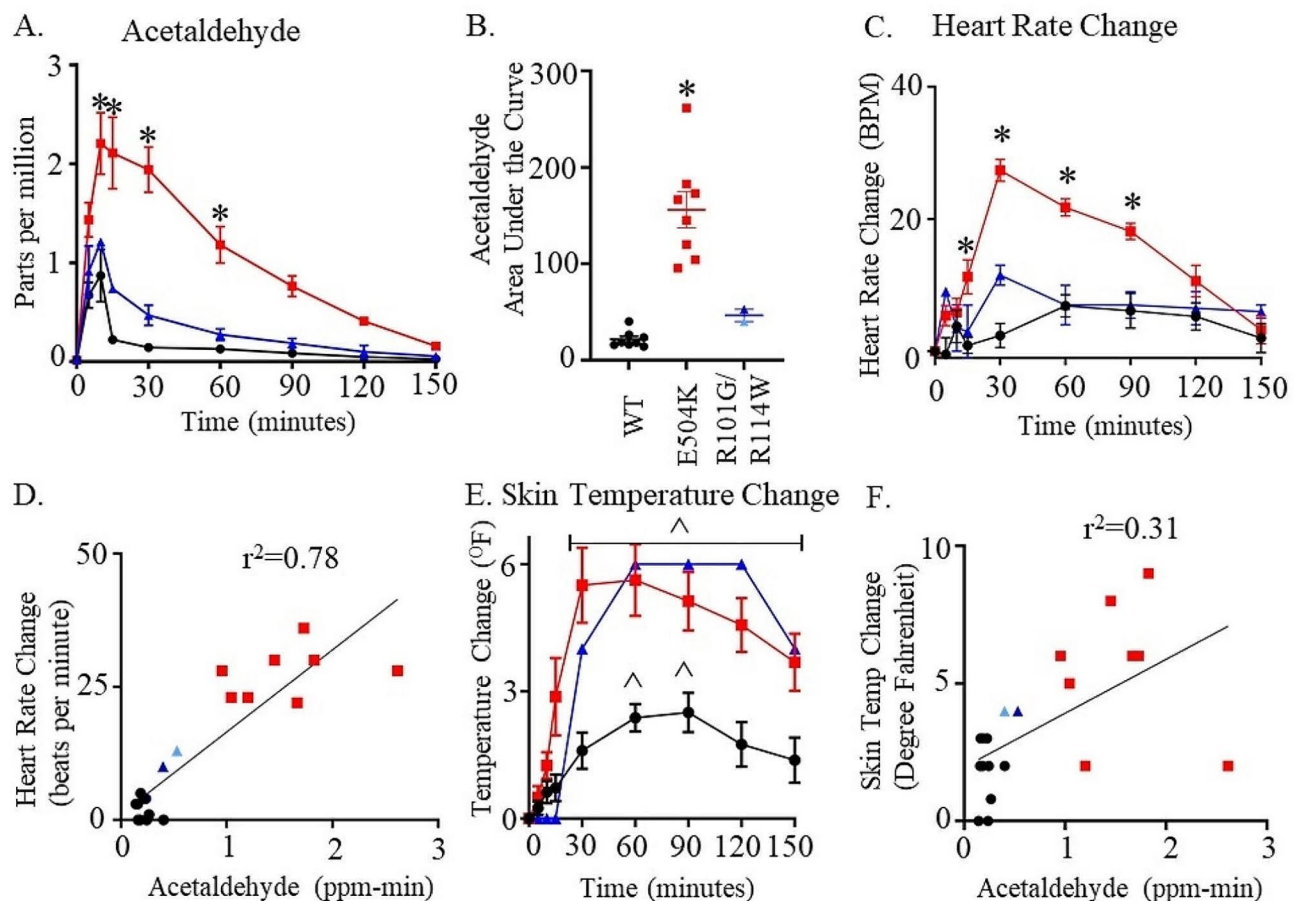 A.
Acetaldehyde
Parts per million
3
2
1
0
* *
*
*
0 30 60 90 120 150
Time (minutes)
B.
Acetaldehyde
Area Under the Curve
300
200
100
0
*
WT
E504K
R101G/
R114W
C.
Heart Rate Change
Heart Rate Change (BPM)
40
20
0
*
*
*
*
0 30 60 90 120 150
Time (minutes)
D.
r²=0.78
Heart Rate Change
(beats per minute)
50
25
0
0 1 2 3
Acetaldehyde (ppm-min)
E. Skin Temperature Change
Temperature Change (⁰F)
6
3
0
^
^ ^
0 30 60 90 120 150
Time (minutes)
F.
r²=0.31
Skin Temp Change
(Degree Fahrenheit)
10
5
0
0 1 2 3
Acetaldehyde (ppm-min)